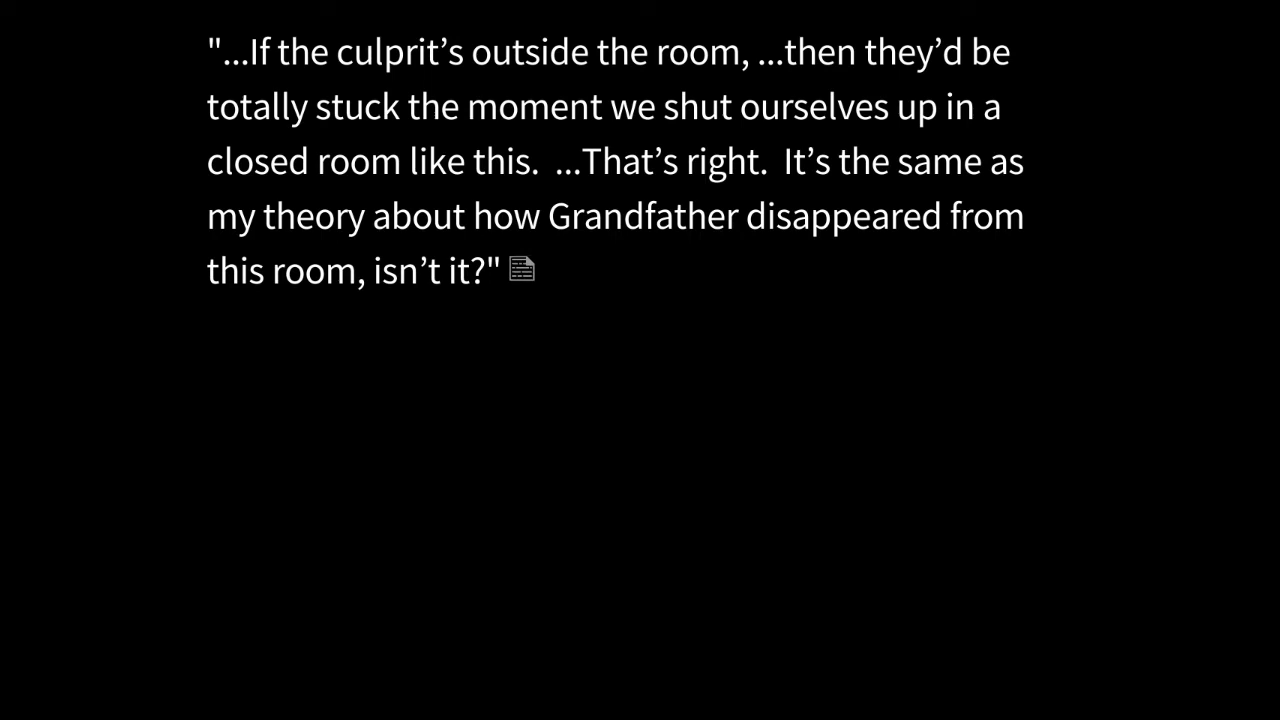 "...If the culprit’s outside the room, ...then they’d be
totally stuck the moment we shut ourselves up in a
closed room like this.  ...That’s right.  It’s the same as
my theory about how Grandfather disappeared from
this room, isn’t it?"